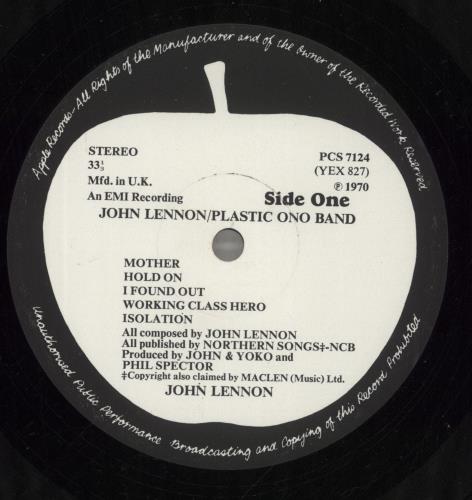 Apple Records-All Rights of the Manufacturer and of the Owner of the Recorded Work Reserved
STEREO
33⅓
Mfd. in U.K.
An EMI Recording
PCS 7124
(YEX 827)
℗ 1970
Side One
JOHN LENNON/PLASTIC ONO BAND
MOTHER
HOLD ON
I FOUND OUT
WORKING CLASS HERO
ISOLATION
All composed by JOHN LENNON
All published by NORTHERN SONGS‡-NCB
Produced by JOHN & YOKO and
PHIL SPECTOR
‡Copyright also claimed by MACLEN (Music) Ltd.
JOHN LENNON
Unauthorised Public Performance Broadcasting and Copying of this Record Prohibited